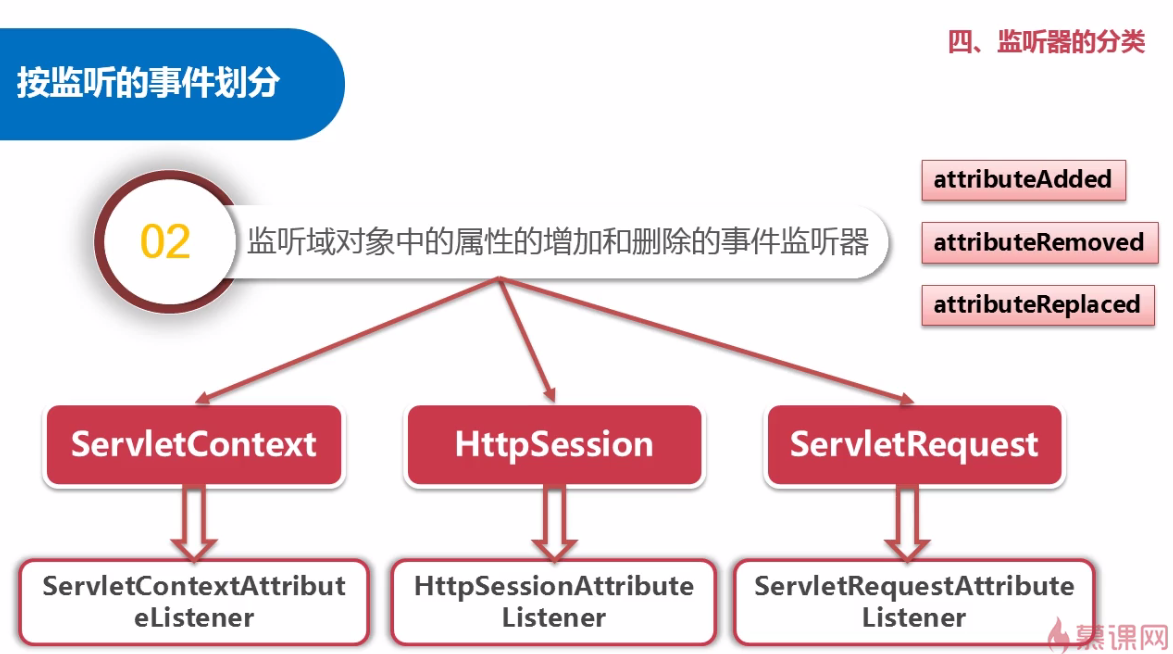 四、监听器的分类
按监听的事件划分
02
监听域对象中的属性的增加和删除的事件监听器
attributeAdded
attributeRemoved
attributeReplaced
ServletContext
HttpSession
ServletRequest
ServletContextAttribut
eListener
HttpSessionAttribute
Listener
ServletRequestAttribute
Listener
慕课网